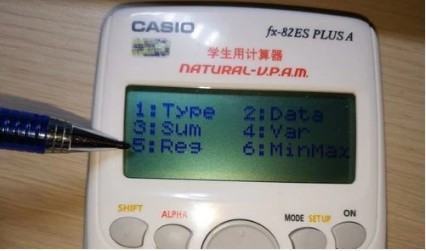 CASIO
fx-82ES PLUS A
学生用计算器
NATURAL-V.P.A.M.
1:Type 2:Data
3:Sum 4:Var
5:Reg 6:MinMax
SHIFT ALPHA MODE SETUP ON